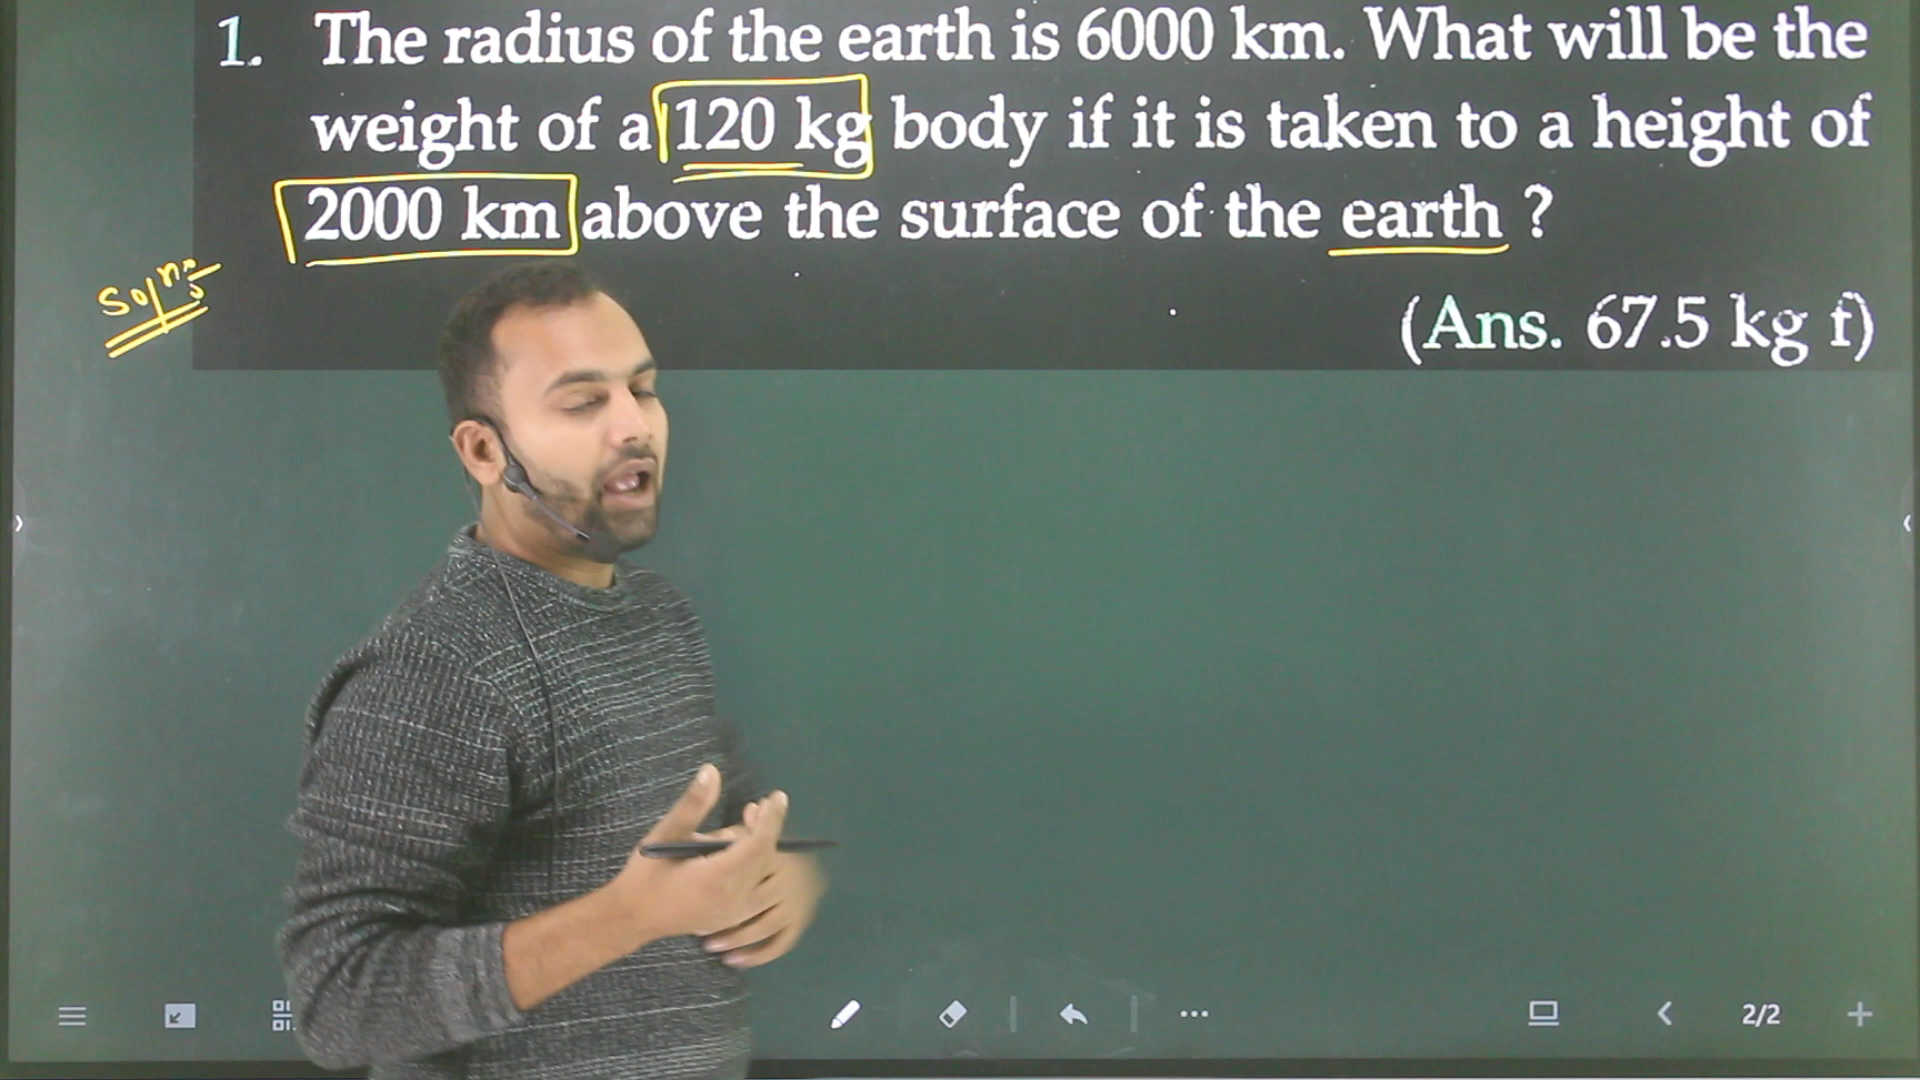 1. The radius of the earth is 6000 km. What will be the
weight of a 120 kg body if it is taken to a height of
2000 km above the surface of the earth ?
Soln:-
(Ans. 67.5 kg f)
2/2